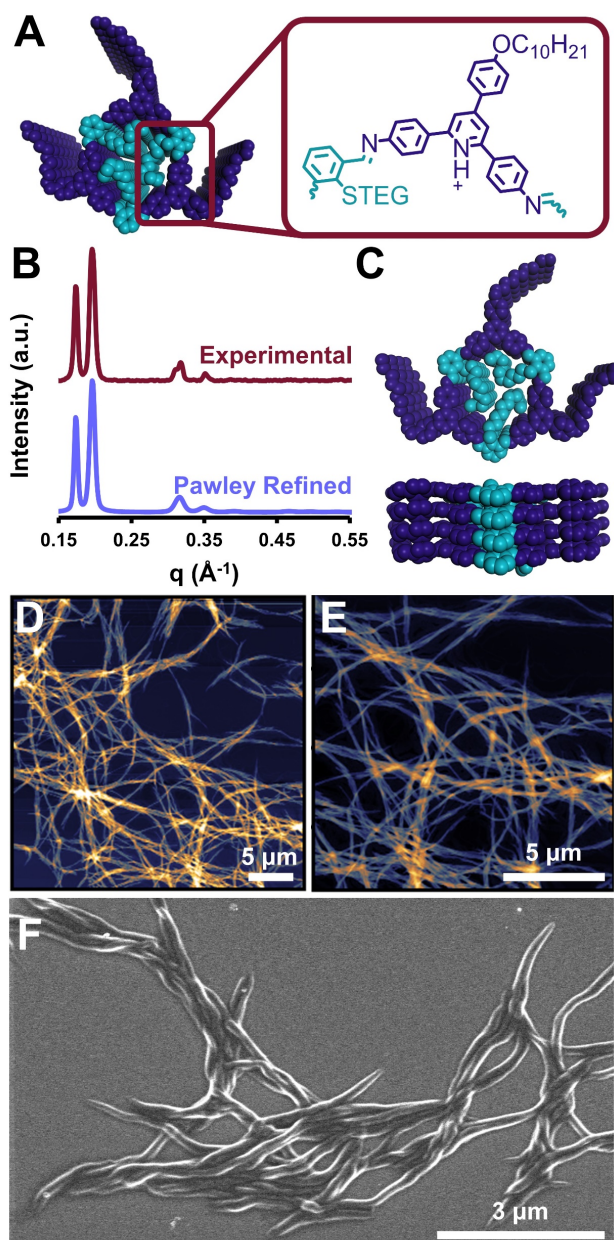 A
OC10H21
N
N
H
+
STEG
N
B
C
Intensity (a.u.)
Experimental
Pawley Refined
0.15 0.25 0.35 0.45 0.55
q (Å-1)
D
E
5 µm
5 µm
F
3 µm